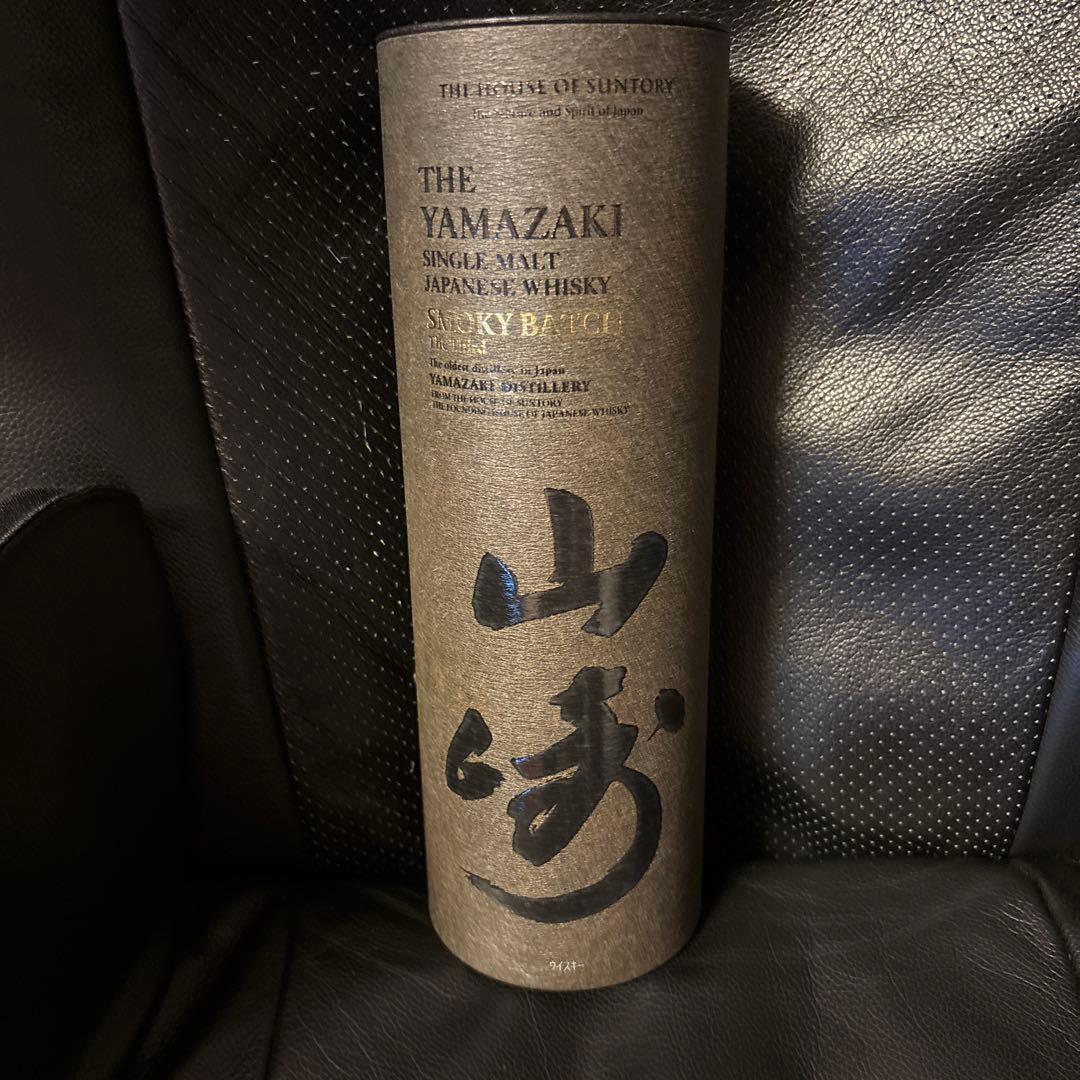 THE HOUSE OF SUNTORY
The Nature and Spirit of Japan
THE
YAMAZAKI
SINGLE MALT
JAPANESE WHISKY
SMOKY BATCH
The Third
The oldest distillery in Japan
YAMAZAKI DISTILLERY
FROM THE HOUSE OF SUNTORY
THE FOUNDING HOUSE OF JAPANESE WHISKY
山
崎
ウイスキー